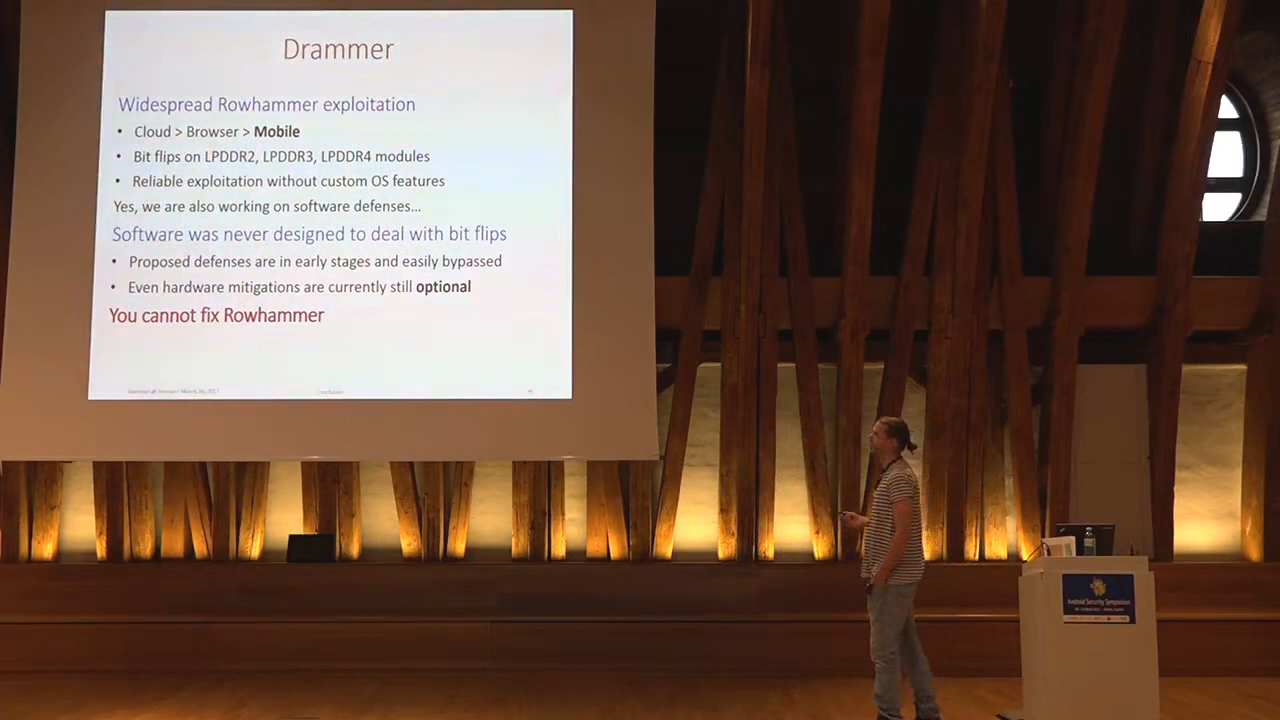 Drammer
Widespread Rowhammer exploitation
• Cloud > Browser > Mobile
• Bit flips on LPDDR2, LPDDR3, LPDDR4 modules
• Reliable exploitation without custom OS features
Yes, we are also working on software defenses…
Software was never designed to deal with bit flips
• Proposed defenses are in early stages and easily bypassed
• Even hardware mitigations are currently still optional
You cannot fix Rowhammer
Android Security Symposium